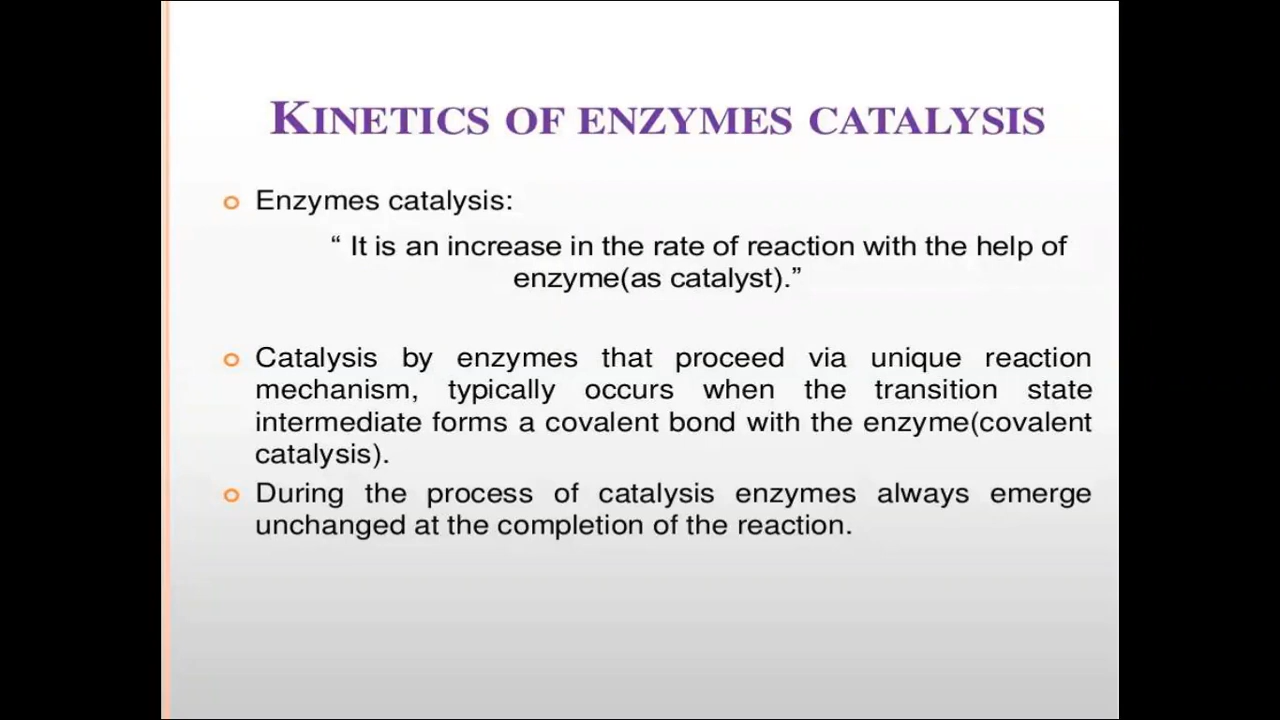 KINETICS OF ENZYMES CATALYSIS
Enzymes catalysis:
“ It is an increase in the rate of reaction with the help of
enzyme(as catalyst).”
Catalysis by enzymes that proceed via unique reaction
mechanism, typically occurs when the transition state
intermediate forms a covalent bond with the enzyme(covalent
catalysis).
During the process of catalysis enzymes always emerge
unchanged at the completion of the reaction.